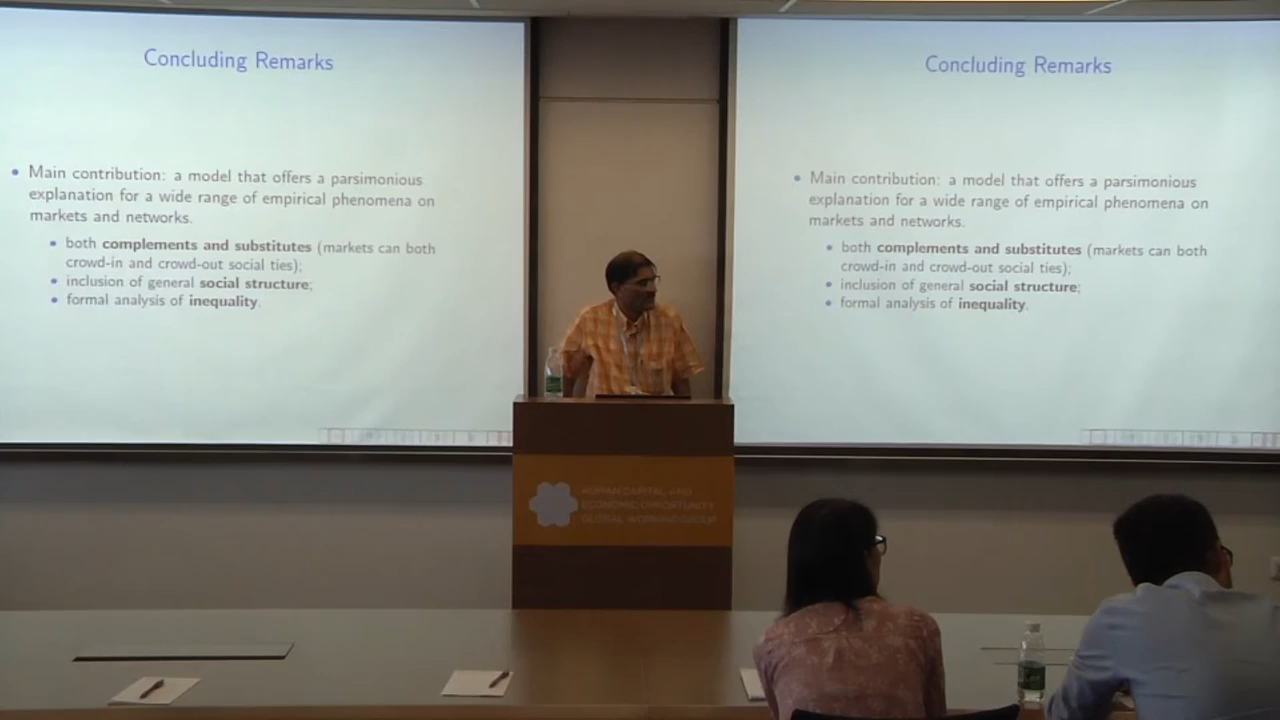 Concluding Remarks
• Main contribution: a model that offers a parsimonious
explanation for a wide range of empirical phenomena on
markets and networks.
• both complements and substitutes (markets can both
crowd-in and crowd-out social ties);
• inclusion of general social structure;
• formal analysis of inequality.
Concluding Remarks
• Main contribution: a model that offers a parsimonious
explanation for a wide range of empirical phenomena on
markets and networks.
• both complements and substitutes (markets can both
crowd-in and crowd-out social ties);
• inclusion of general social structure;
• formal analysis of inequality.
HUMAN CAPITAL AND
ECONOMIC OPPORTUNITY
GLOBAL WORKING GROUP